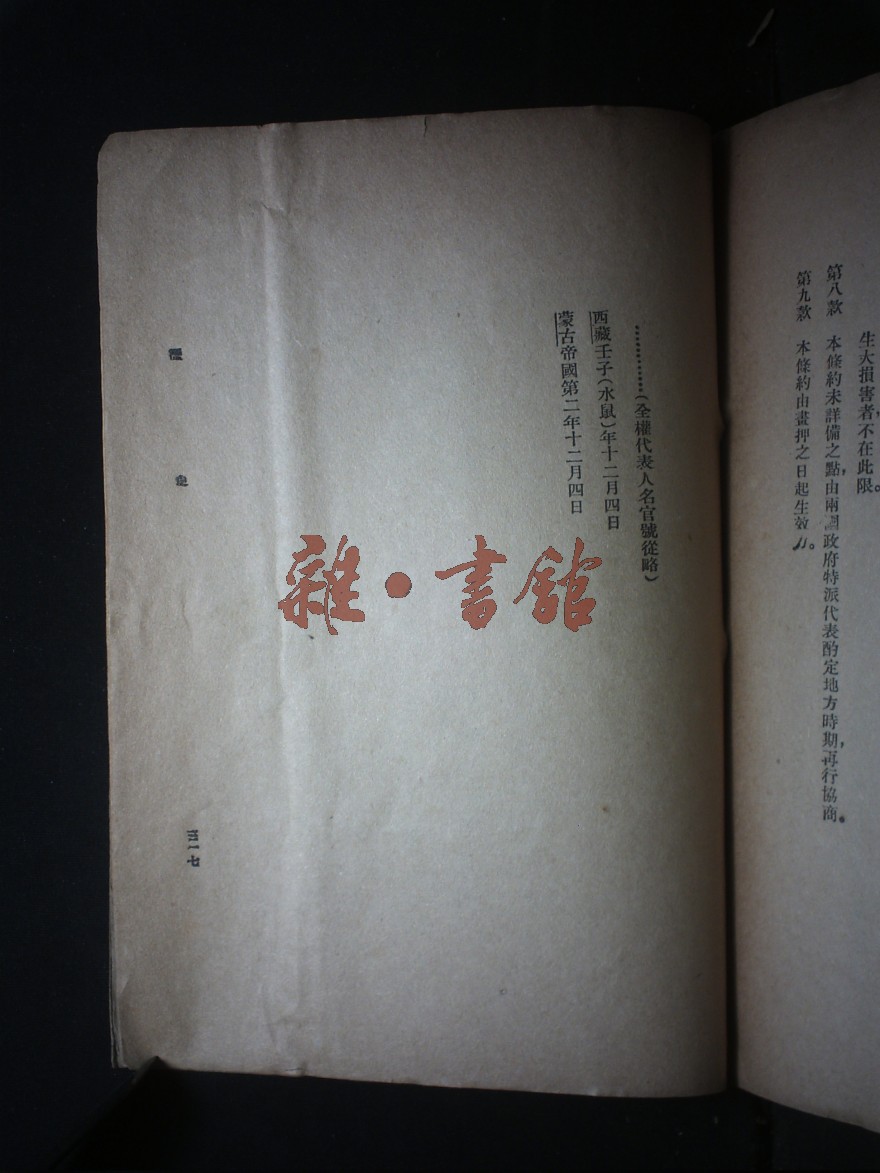 生大損害者，不在此限。
第八款　本條約未詳備之點，由兩國政府特派代表酌定地方時期，再行協商。
第九款　本條約由畫押之日起生效力。
……………(全權代表人名官號從略)
西藏壬子(水鼠)年十二月四日
蒙古帝國第二年十二月四日
雜•書館
三一七